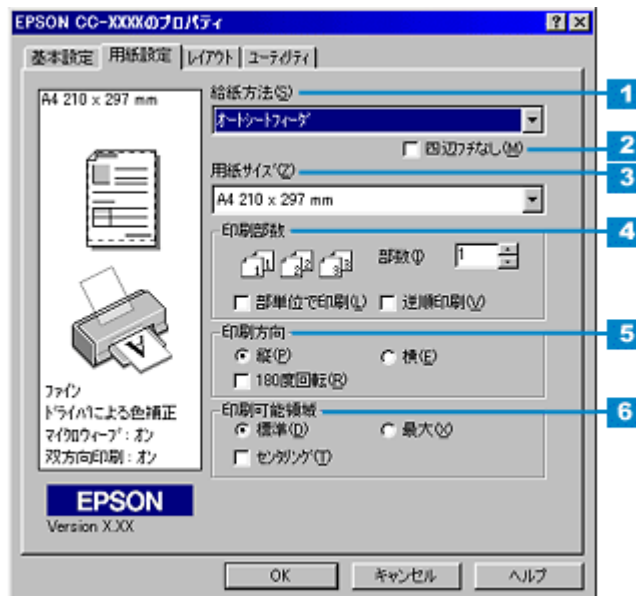 EPSON CC-XXXXのプロパティ
基本設定 用紙設定 レイアウト ユーティリティ
A4 210 x 297 mm
ファイン
ドライバによる色補正
マイクロウィーブ：オン
双方向印刷：オン
EPSON
Version X.XX
給紙方法(S) 1
オートシートフィーダ
四辺フチなし(M) 2
用紙サイズ(Z) 3
A4 210 x 297 mm
印刷部数 4
1 1 2 2 3 3 部数(I) 1
部単位で印刷(L) 逆順印刷(V)
印刷方向 5
縦(P) 横(E)
180度回転(R)
印刷可能領域 6
標準(D) 最大(X)
センタリング(T)
OK キャンセル ヘルプ